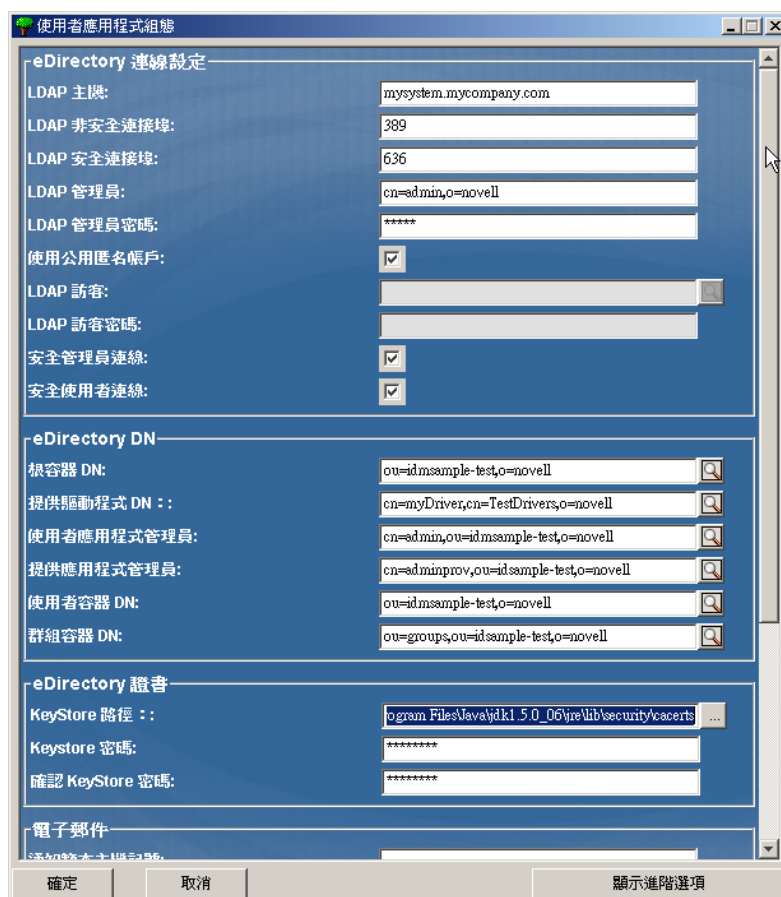 使用者應用程式組態
eDirectory 連線設定
LDAP 主機: mysystem.mycompany.com
LDAP 非安全連接埠: 389
LDAP 安全連接埠: 636
LDAP 管理員: cn=admin,o=novell
LDAP 管理員密碼: *****
使用公用匿名帳戶:
LDAP 訪客:
LDAP 訪客密碼:
安全管理員連線:
安全使用者連線:
eDirectory DN
根容器 DN: ou=idmsample-test,o=novell
提供驅動程式 DN : : cn=myDriver,cn=TestDrivers,o=novell
使用者應用程式管理員: cn=admin,ou=idmsample-test,o=novell
提供應用程式管理員: cn=adminprov,ou=idsample-test,o=novell
使用者容器 DN: ou=idmsample-test,o=novell
群組容器 DN: ou=groups,ou=idsample-test,o=novell
eDirectory 證書
KeyStore 路徑 : : ogram Files\Java\jdk1.5.0_06\jre\lib\security\cacerts ...
Keystore 密碼: ********
確認 KeyStore 密碼: ********
電子郵件
確定 取消 顯示進階選項